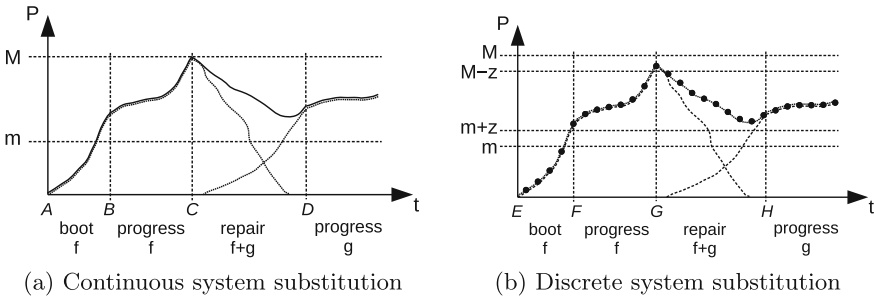 P
M
m
A B C D t
boot progress repair progress
f f f+g g
(a) Continuous system substitution
P
M
M−z
m+z
m
E F G H t
boot progress repair progress
f f f+g g
(b) Discrete system substitution